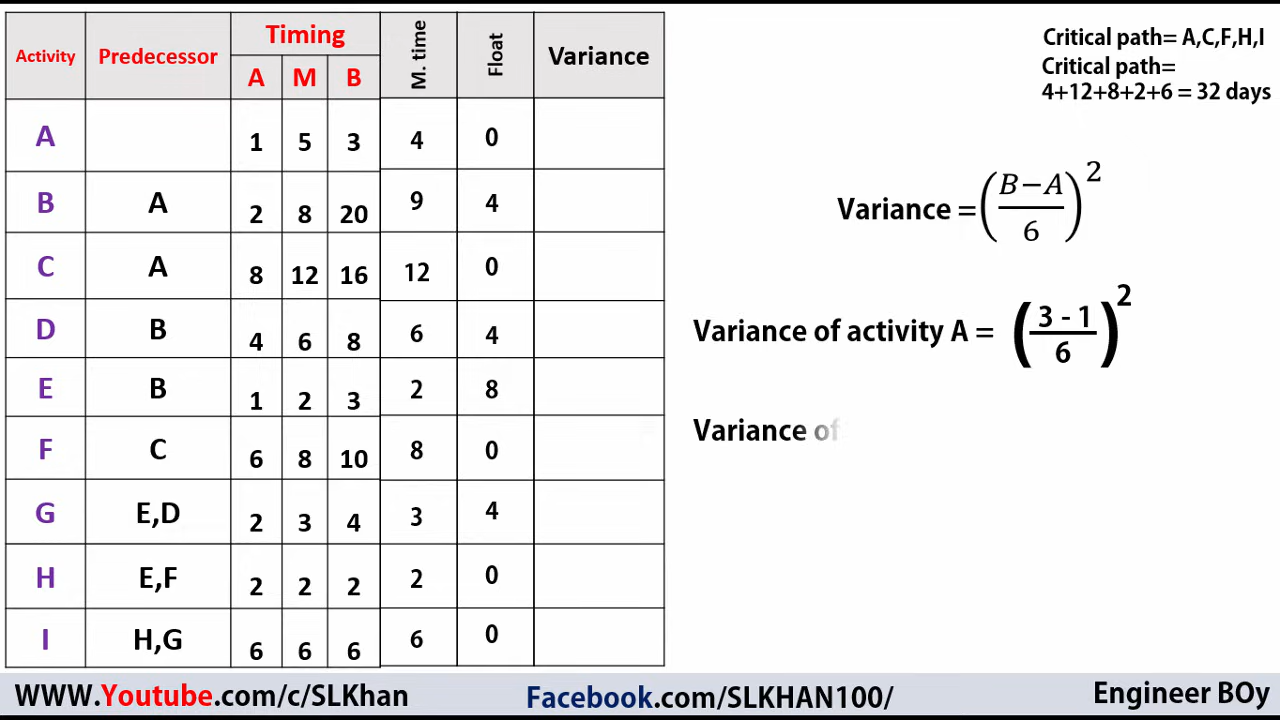 Activity Predecessor Timing M. time Float Variance
A M B
A 1 5 3 4 0
B A 2 8 20 9 4
C A 8 12 16 12 0
D B 4 6 8 6 4
E B 1 2 3 2 8
F C 6 8 10 8 0
G E,D 2 3 4 3 4
H E,F 2 2 2 2 0
I H,G 6 6 6 6 0
Critical path= A,C,F,H,I
Critical path=
4+12+8+2+6 = 32 days
Variance =(B−A/6)²
Variance of activity A = (3 - 1/6)²
Variance of
WWW.Youtube.com/c/SLKhan Facebook.com/SLKHAN100/ Engineer BOy